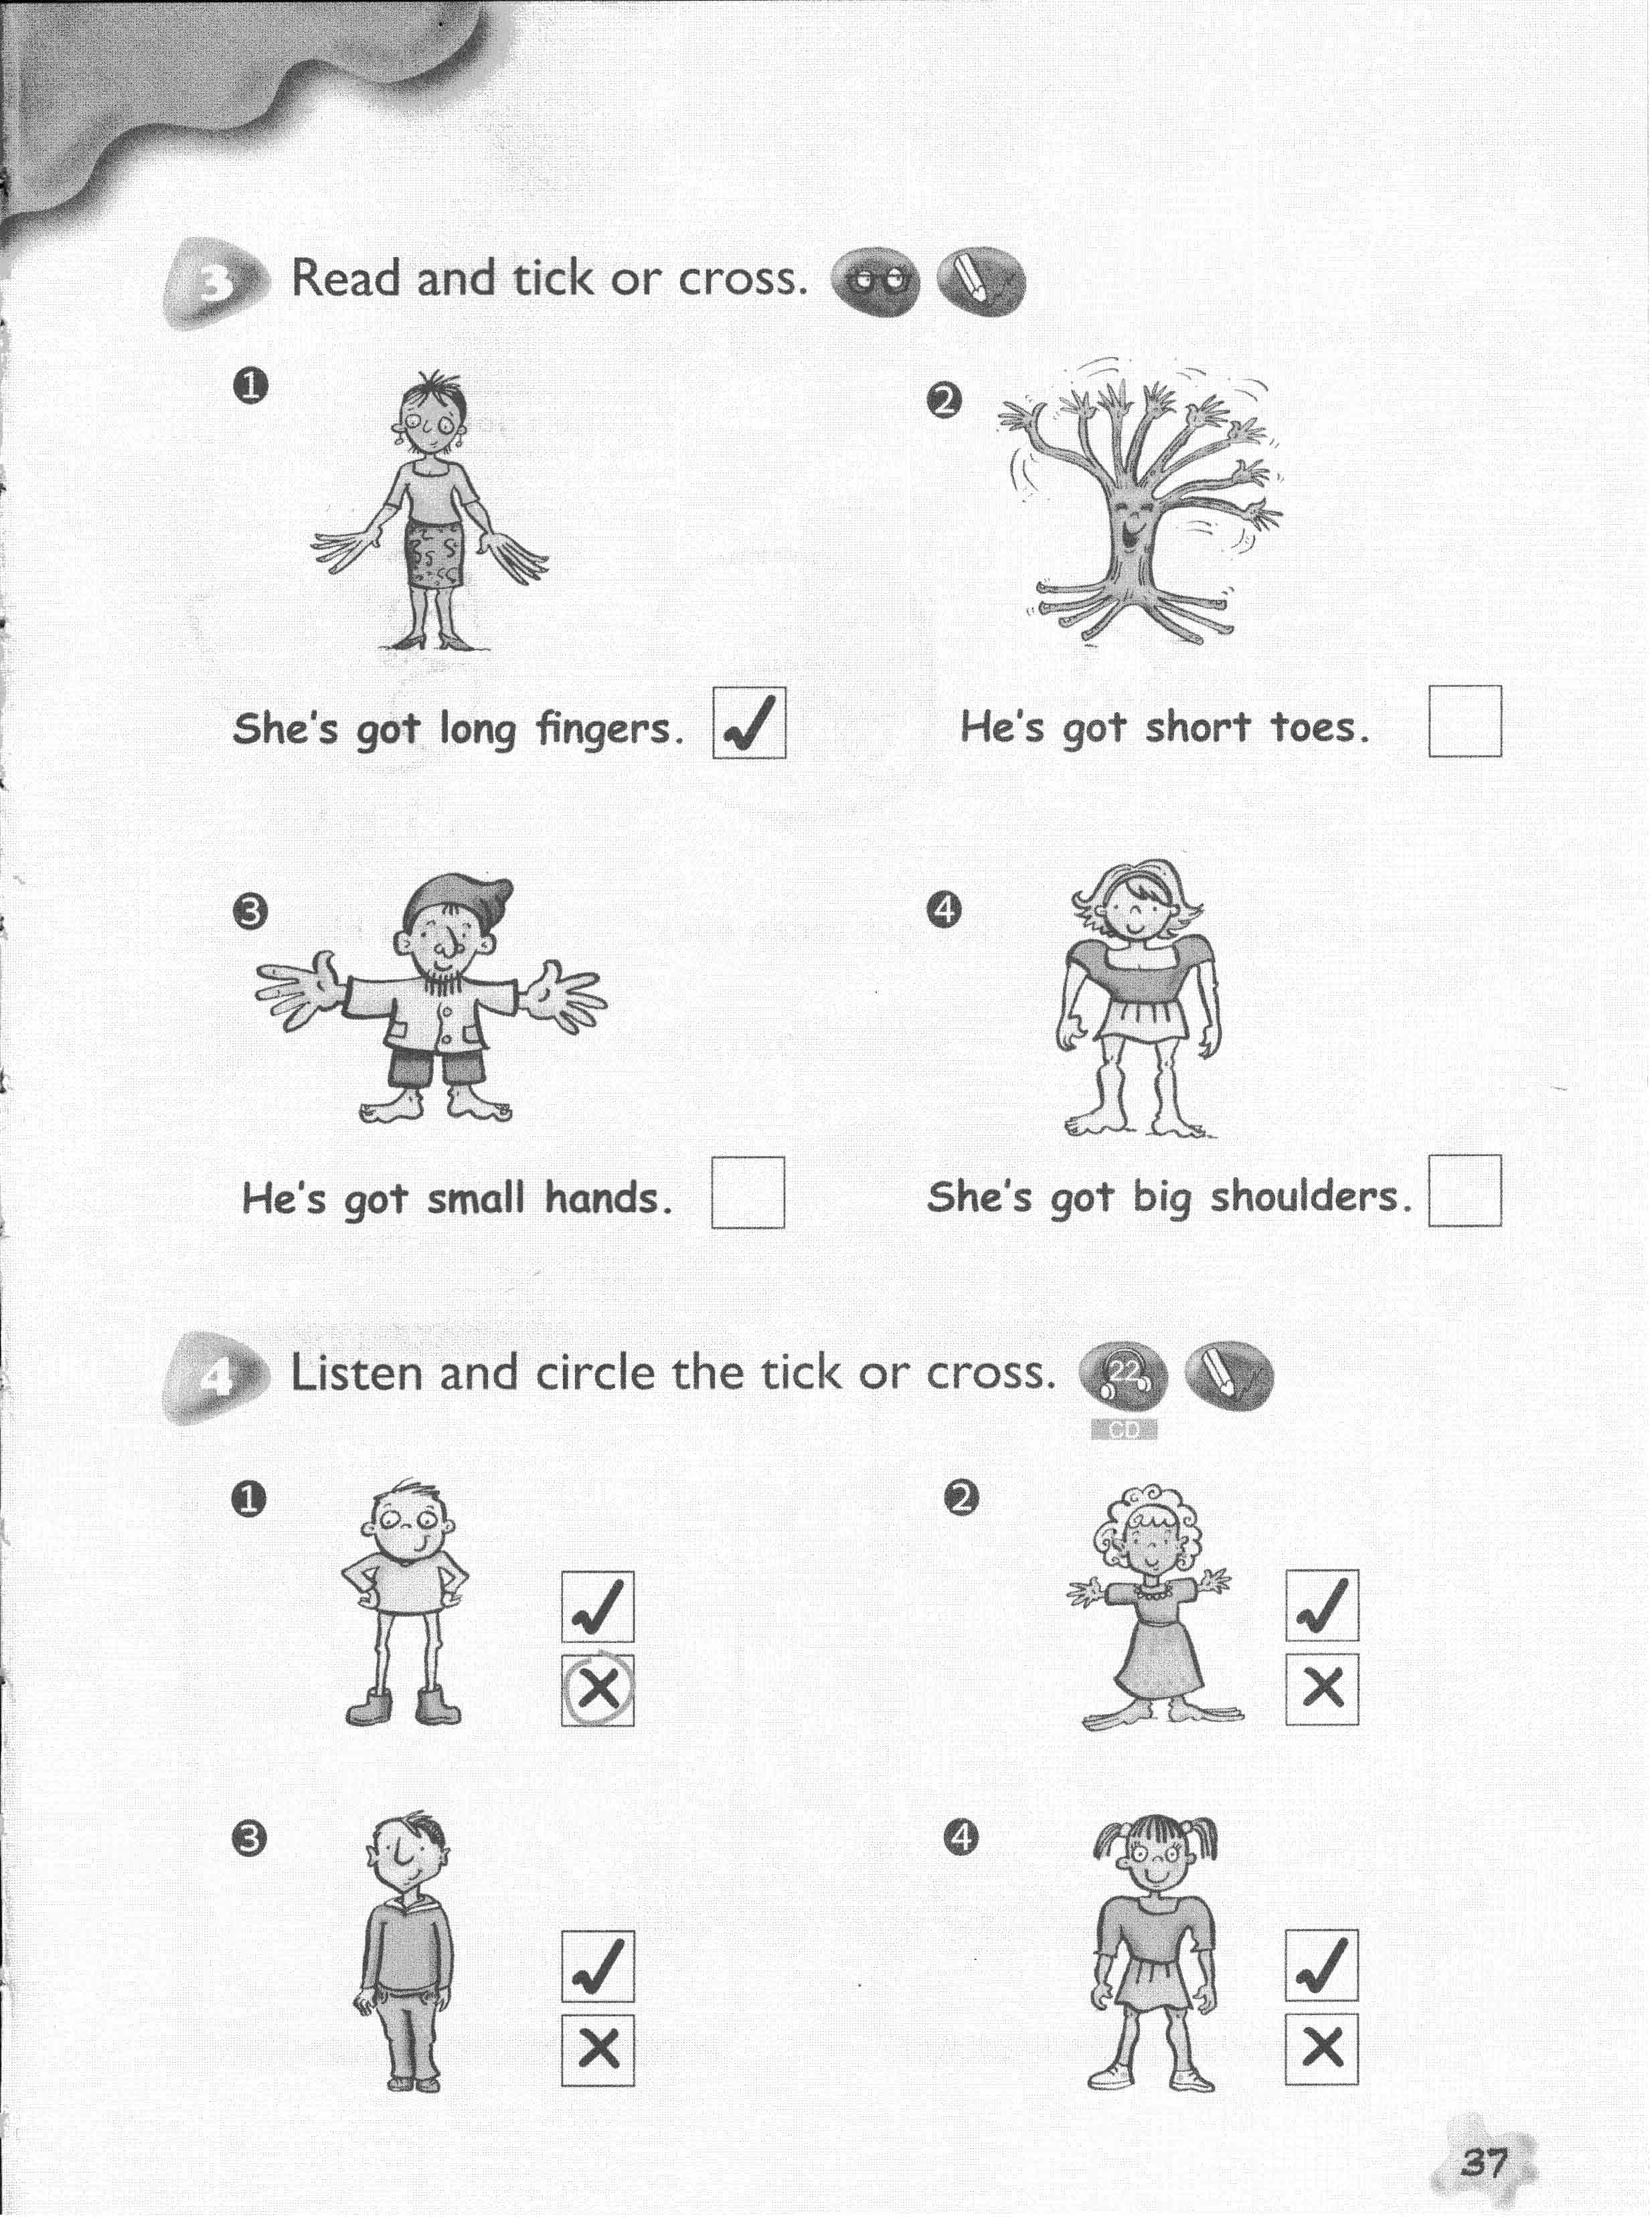 3 Read and tick or cross.
1
2
She's got long fingers.
He's got short toes.
3
4
He's got small hands.
She's got big shoulders.
4 Listen and circle the tick or cross. 22
CD
1
2
3
4
37